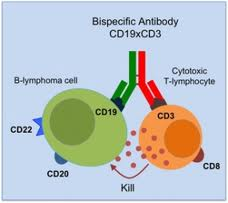 Bispecific Antibody
CD19xCD3
B-lymphoma cell
Cytotoxic
T-lymphocyte
CD19
CD3
CD22
CD20
CD8
Kill